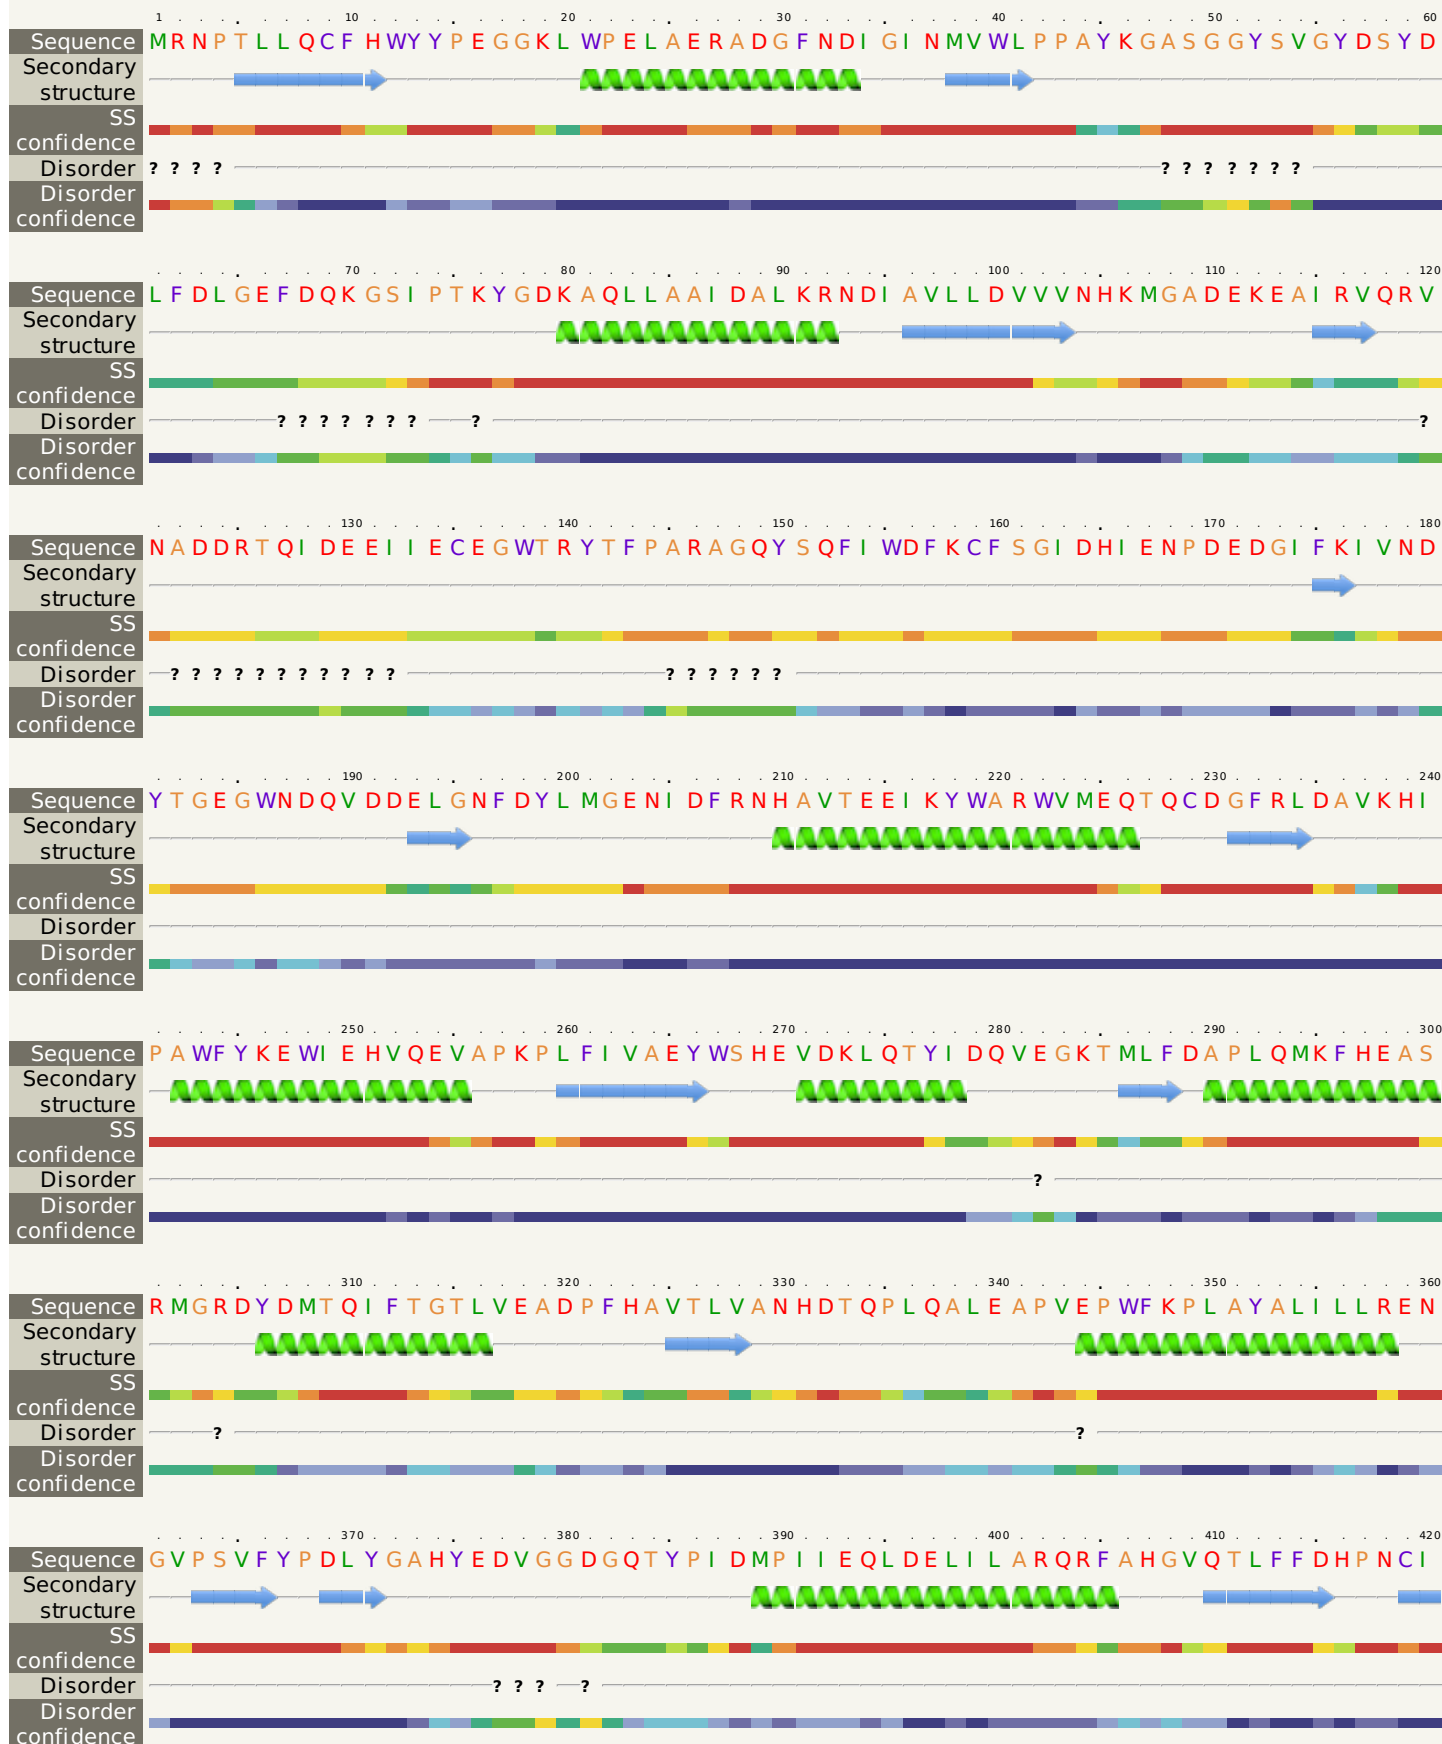 1 10 20 30 40 50 60
Sequence MRNPTLLQCFHWYYPEGGKLWPELAERADGFNDIGINMVWLPPAYKGASGGYSVGYDSYD
Secondary
structure
SS
confidence
Disorder ? ? ? ? ? ? ? ? ? ? ?
Disorder
confidence
70 80 90 100 110 120
Sequence LFDLGEFDQKGSIPTKYGDKAQLLAAIDALKRNDIAVLLDVVVNHKMGADEKEAIRVQRV
Secondary
structure
SS
confidence
Disorder ? ? ? ? ? ? ? ? ?
Disorder
confidence
130 140 150 160 170 180
Sequence NADDRTQIDEEIIECEGWTRYTFPARAGQYSQFIWDFKCFSGIDHIENPDEDGIFKIVND
Secondary
structure
SS
confidence
Disorder ? ? ? ? ? ? ? ? ? ? ? ? ? ? ? ? ?
Disorder
confidence
190 200 210 220 230 240
Sequence YTGEGWNDQVDDELGNFDYLMGENIDFRNHAVTEEIKYWARWVMEQTQCDGFRLDAVKHI
Secondary
structure
SS
confidence
Disorder
Disorder
confidence
250 260 270 280 290 300
Sequence PAWFYKEWIEHVQEVAPKPLFIVAEYWSHEVDKLQTYIDQVEGKTMLFDAPLQMKFHEAS
Secondary
structure
SS
confidence
Disorder ?
Disorder
confidence
310 320 330 340 350 360
Sequence RMGRDYDMTQIFTGTLVEADPFHAVTLVANHDTQPLQALEAPVEPWFKPLAYALILLREN
Secondary
structure
SS
confidence
Disorder ? ?
Disorder
confidence
370 380 390 400 410 420
Sequence GVPSVFYPDLYGAHYEDVGGDGQTYPIDMPIIEQLDELILARQRFAHGVQTLFFDHPNCI
Secondary
structure
SS
confidence
Disorder ? ? ? ?
Disorder
confidence